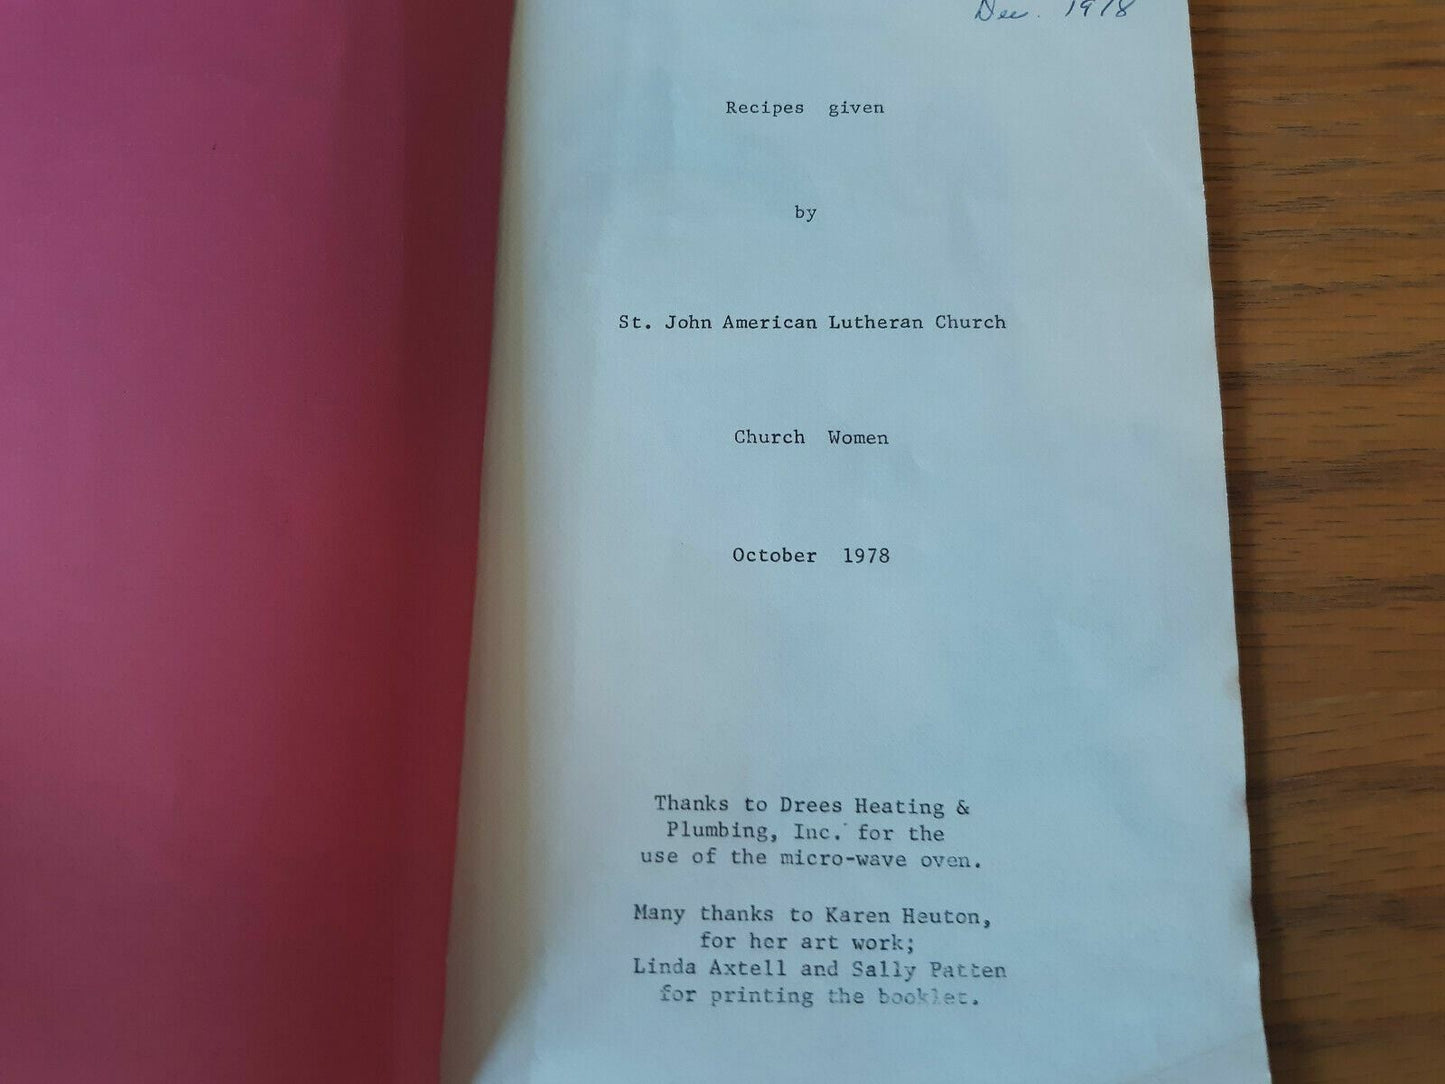 Dec. 1978
Recipes given
by
St. John American Lutheran Church
Church Women
October 1978
Thanks to Drees Heating &
Plumbing, Inc. for the
use of the micro-wave oven.
Many thanks to Karen Heuton,
for her art work;
Linda Axtell and Sally Patten
for printing the booklet.